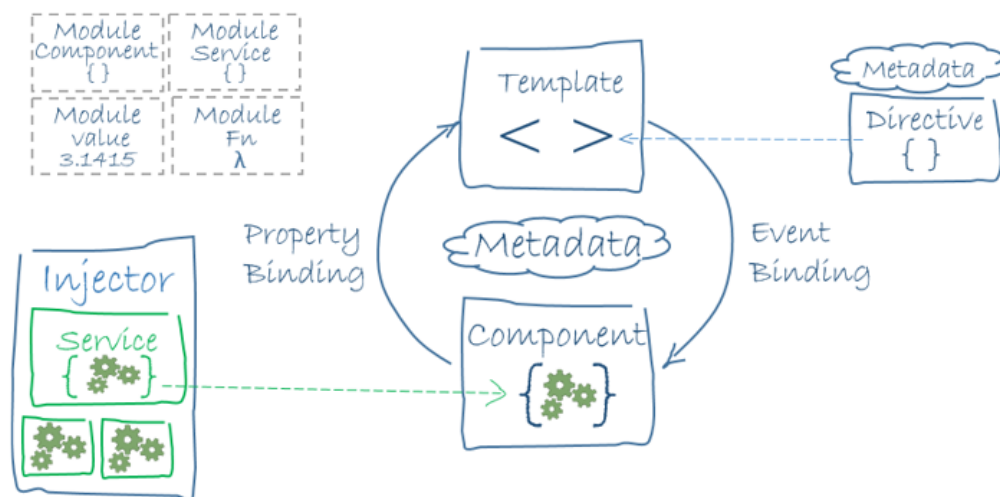 Module
Component
{ }
Module
Service
{ }
Module
value
3.1415
Module
Fn
λ
Template
< >
Metadata
Directive
{ }
Property
Binding
Metadata
Event
Binding
Injector
Service
{ }
Component
{ }